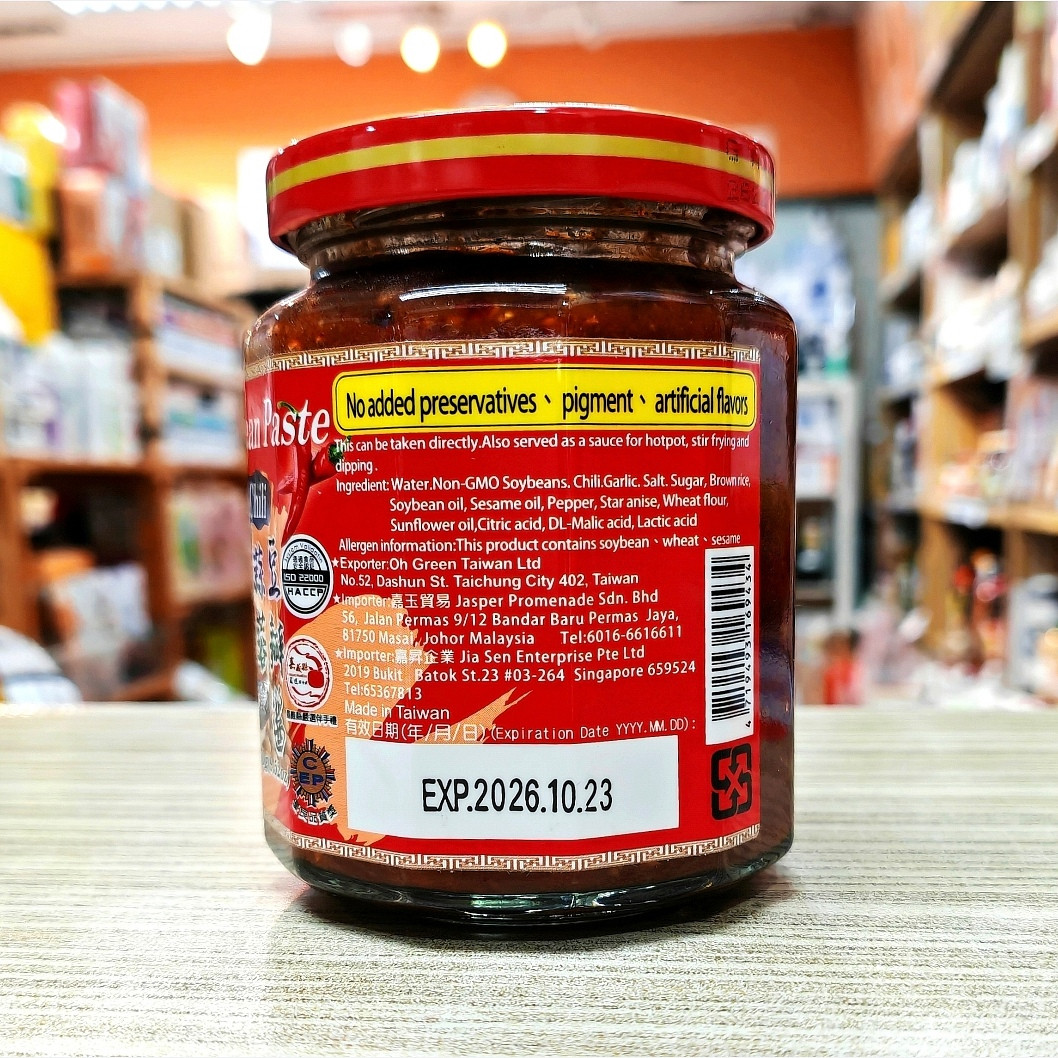 Paste
No added preservatives、pigment、artificial flavors
This can be taken directly.Also served as a sauce for hotpot, stir frying and
dipping.
Ingredient: Water.Non-GMO Soybeans. Chili.Garlic. Salt. Sugar, Brown rice,
Soybean oil, Sesame oil, Pepper, Star anise, Wheat flour,
Sunflower oil,Citric acid, DL-Malic acid, Lactic acid
Allergen information:This product contains soybean、wheat、sesame
★Exporter:Oh Green Taiwan Ltd
No.52, Dashun St. Taichung City 402, Taiwan
★Importer:嘉玉貿易 Jasper Promenade Sdn. Bhd
56, Jalan Permas 9/12 Bandar Baru Permas Jaya,
81750 Masai, Johor Malaysia Tel:6016-6616611
★Importer:嘉昇企業 Jia Sen Enterprise Pte Ltd
2019 Bukit Batok St.23 #03-264 Singapore 659524
Tel:65367813
Made in Taiwan
有效日期(年/月/日)(Expiration Date YYYY.MM.DD):
EXP.2026.10.23
4719493169434
ISO 22000
HACCP
CEP